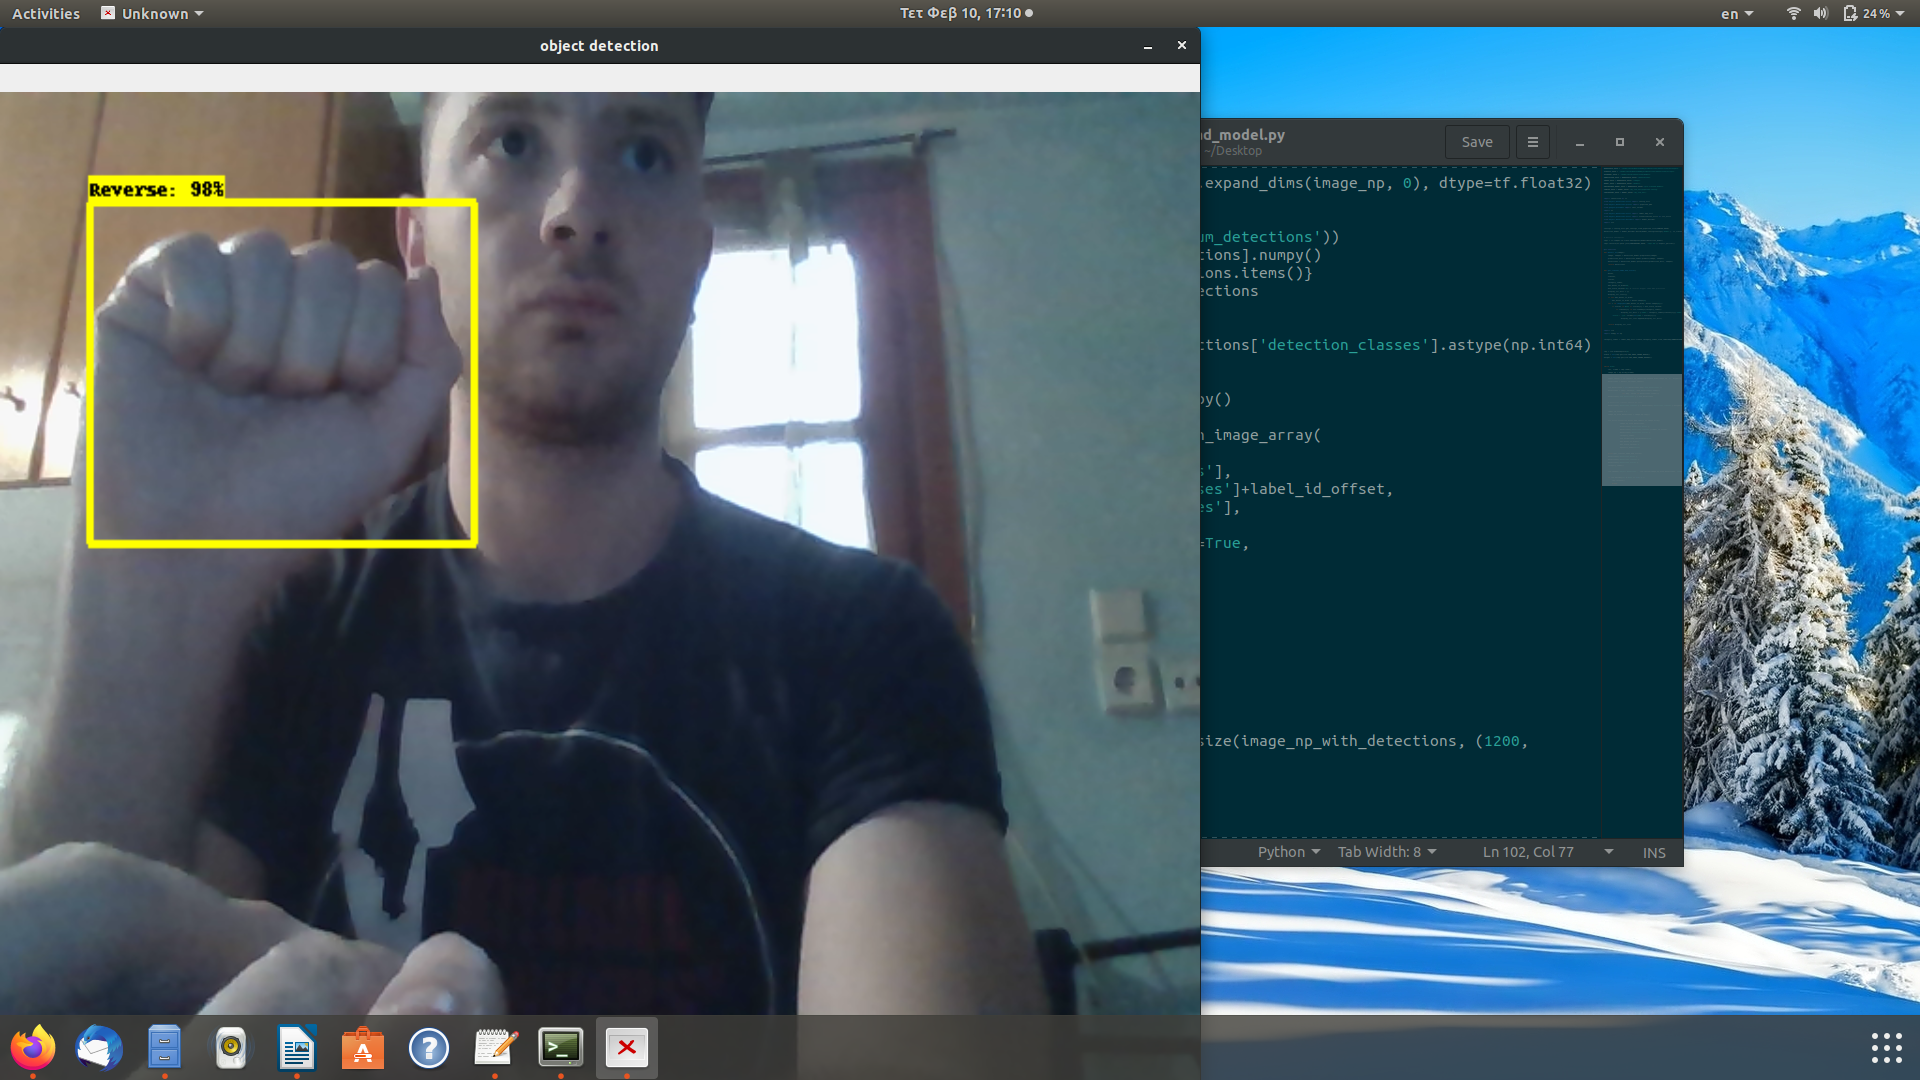 Activities
Unknown
Τετ Φεβ 10, 17:10
en
24 %
object detection
Reverse: 98%
d_model.py
~/Desktop
Save
.expand_dims(image_np, 0), dtype=tf.float32)
m_detections'))
tions].numpy()
ons.items()}
ections
tions['detection_classes'].astype(np.int64)
py()
n_image_array(
s'],
ses']+label_id_offset,
es'],
=True,
size(image_np_with_detections, (1200,
Python
Tab Width: 8
Ln 102, Col 77
INS